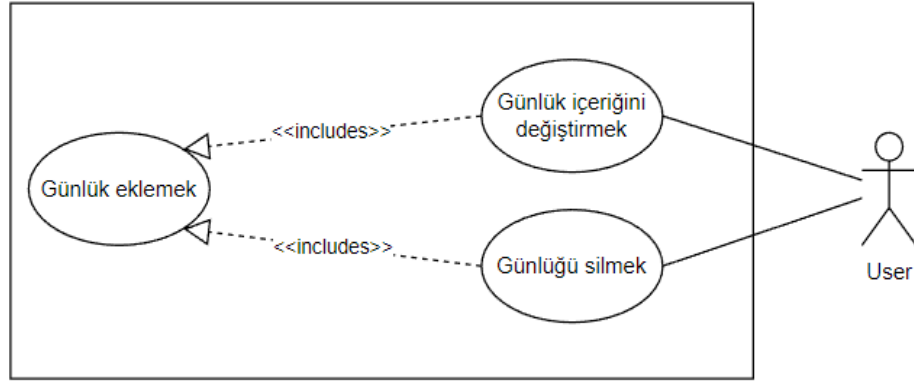 Günlük içeriğini
değiştirmek
<<includes>>
Günlük eklemek
<<includes>>
Günlüğü silmek
User